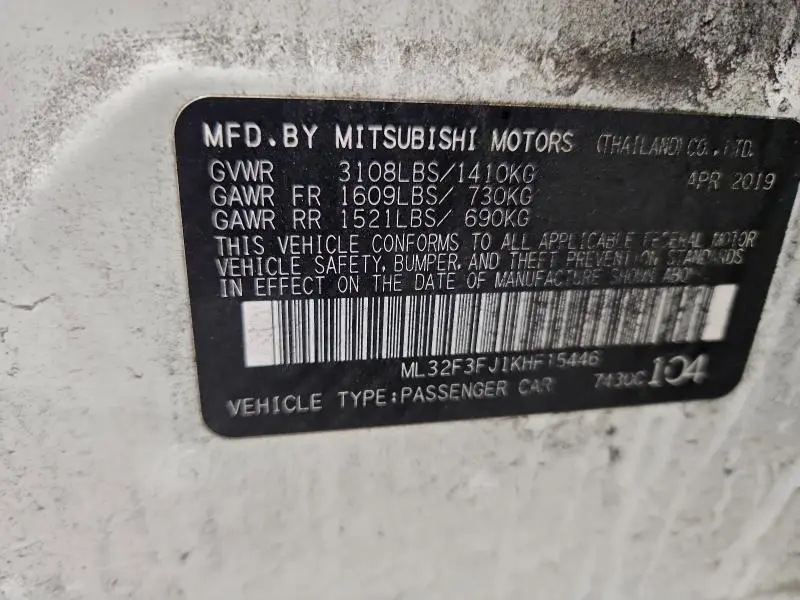 MFD.BY MITSUBISHI MOTORS (THAILAND) CO.,LTD.
GVWR 3108LBS/1410KG APR 2019
GAWR FR 1609LBS/ 730KG
GAWR RR 1521LBS/ 690KG
THIS VEHICLE CONFORMS TO ALL APPLICABLE FEDERAL MOTOR
VEHICLE SAFETY, BUMPER, AND THEFT PREVENTION STANDARDS
IN EFFECT ON THE DATE OF MANUFACTURE SHOWN ABO
ML32F3FJ1KHF15446
VEHICLE TYPE:PASSENGER CAR 7430C 104